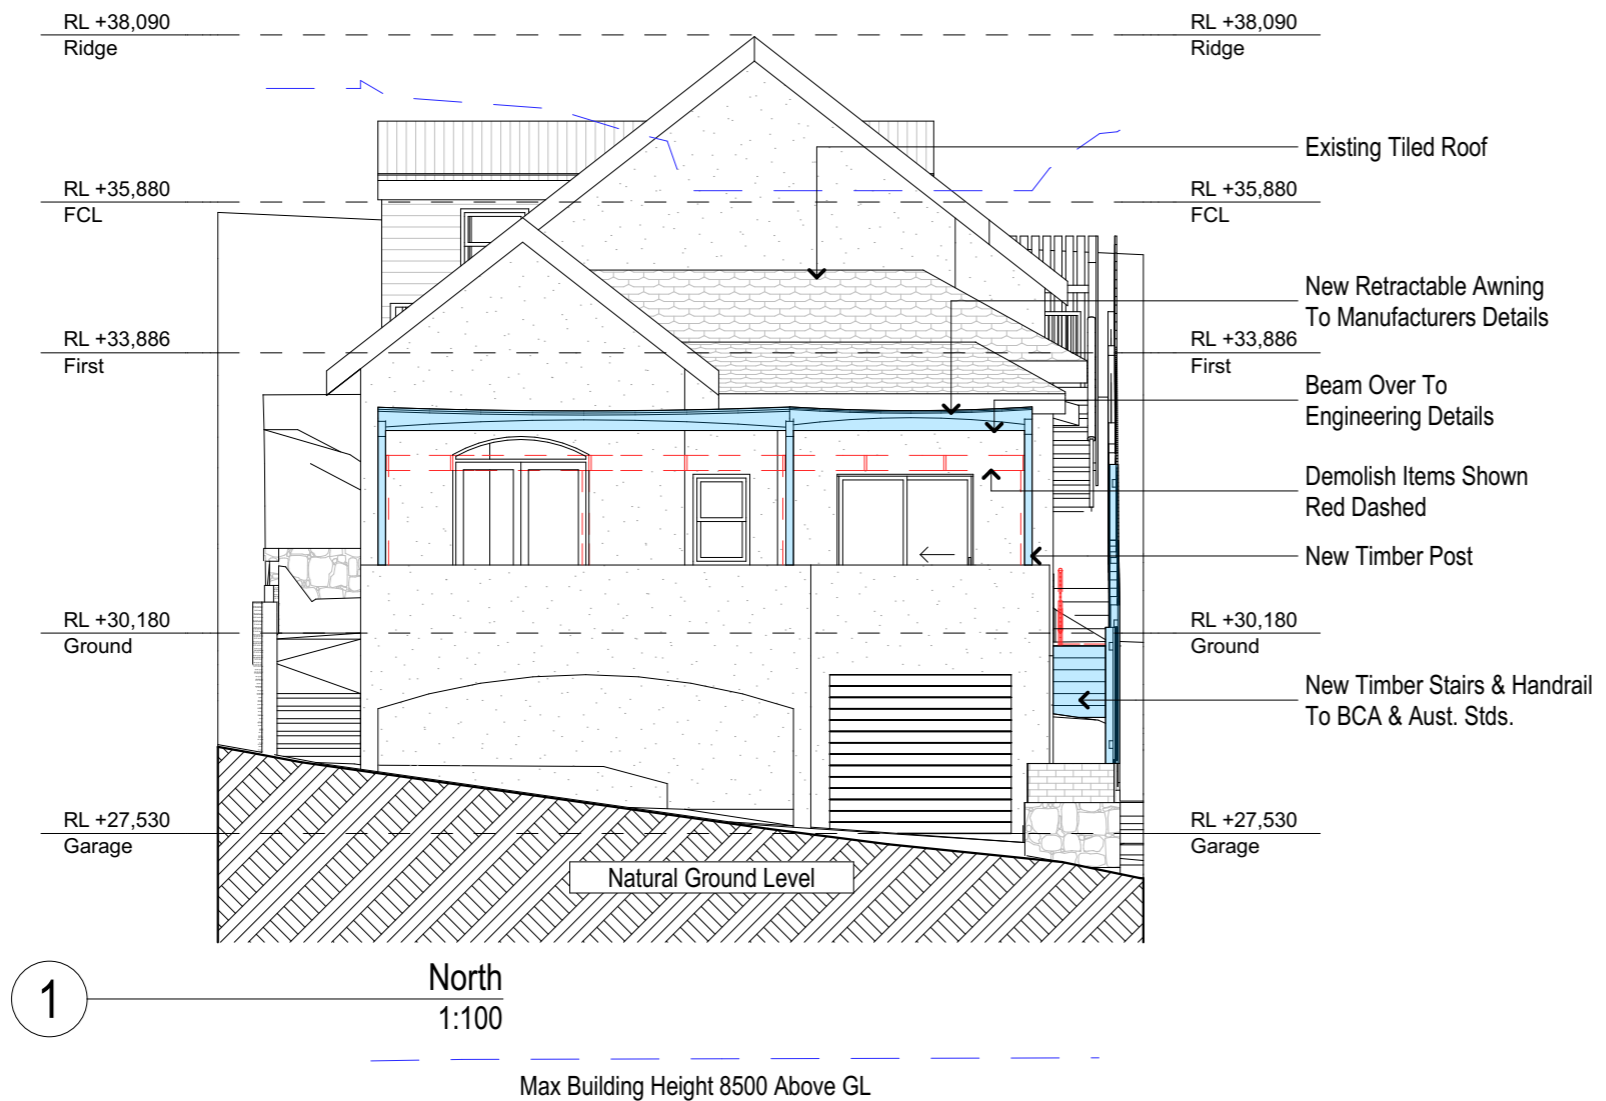 RL +38,090
Ridge
RL +38,090
Ridge
Existing Tiled Roof
RL +35,880
FCL
RL +35,880
FCL
New Retractable Awning
To Manufacturers Details
RL +33,886
First
RL +33,886
First
Beam Over To
Engineering Details
Demolish Items Shown
Red Dashed
New Timber Post
RL +30,180
Ground
RL +30,180
Ground
New Timber Stairs & Handrail
To BCA & Aust. Stds.
RL +27,530
Garage
RL +27,530
Garage
Natural Ground Level
1
North
1:100
Max Building Height 8500 Above GL